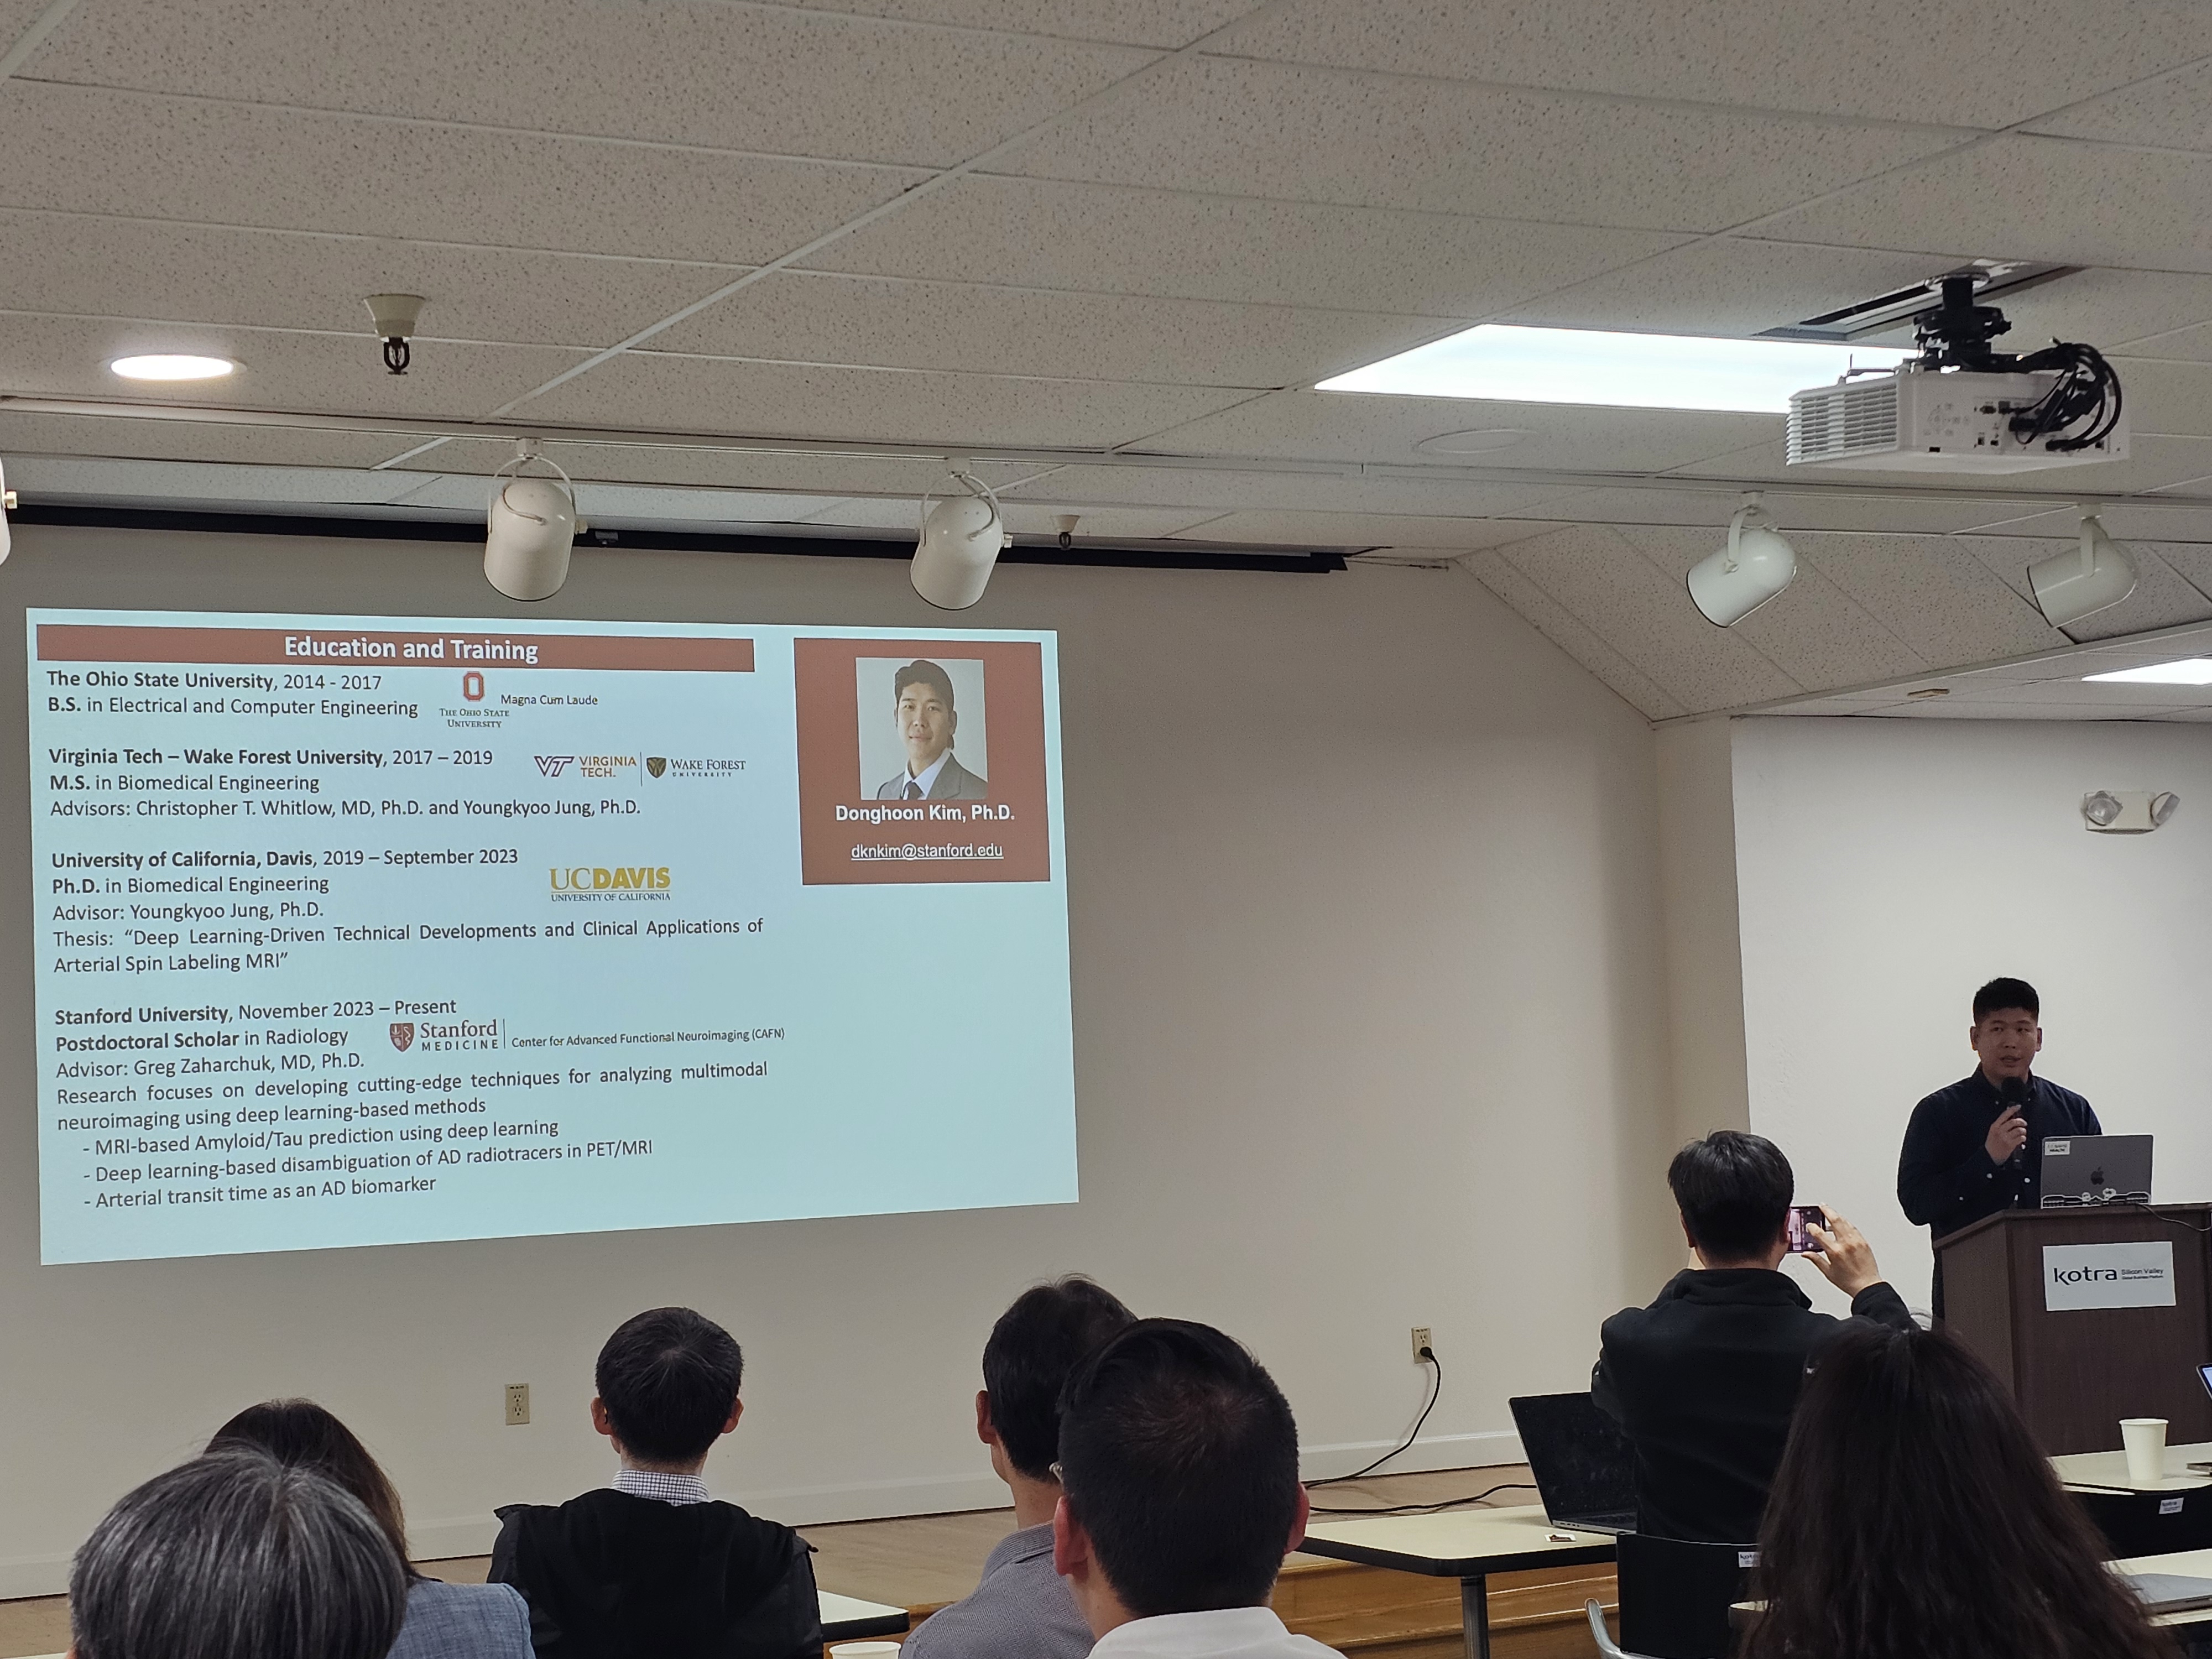 Education and Training
The Ohio State University, 2014 - 2017
B.S. in Electrical and Computer Engineering
THE OHIO STATE
UNIVERSITY
Magna Cum Laude
Virginia Tech – Wake Forest University, 2017 – 2019
M.S. in Biomedical Engineering
VT VIRGINIA
TECH.
WAKE FOREST
UNIVERSITY
Advisors: Christopher T. Whitlow, MD, Ph.D. and Youngkyoo Jung, Ph.D.
University of California, Davis, 2019 – September 2023
Ph.D. in Biomedical Engineering
UCDAVIS
UNIVERSITY OF CALIFORNIA
Advisor: Youngkyoo Jung, Ph.D.
Thesis: “Deep Learning-Driven Technical Developments and Clinical Applications of
Arterial Spin Labeling MRI”
Stanford University, November 2023 – Present
Postdoctoral Scholar in Radiology
Stanford
MEDICINE
Center for Advanced Functional Neuroimaging (CAFN)
Advisor: Greg Zaharchuk, MD, Ph.D.
Research focuses on developing cutting-edge techniques for analyzing multimodal
neuroimaging using deep learning-based methods
- MRI-based Amyloid/Tau prediction using deep learning
- Deep learning-based disambiguation of AD radiotracers in PET/MRI
- Arterial transit time as an AD biomarker
Donghoon Kim, Ph.D.
dknkim@stanford.edu
kotra
Silicon Valley